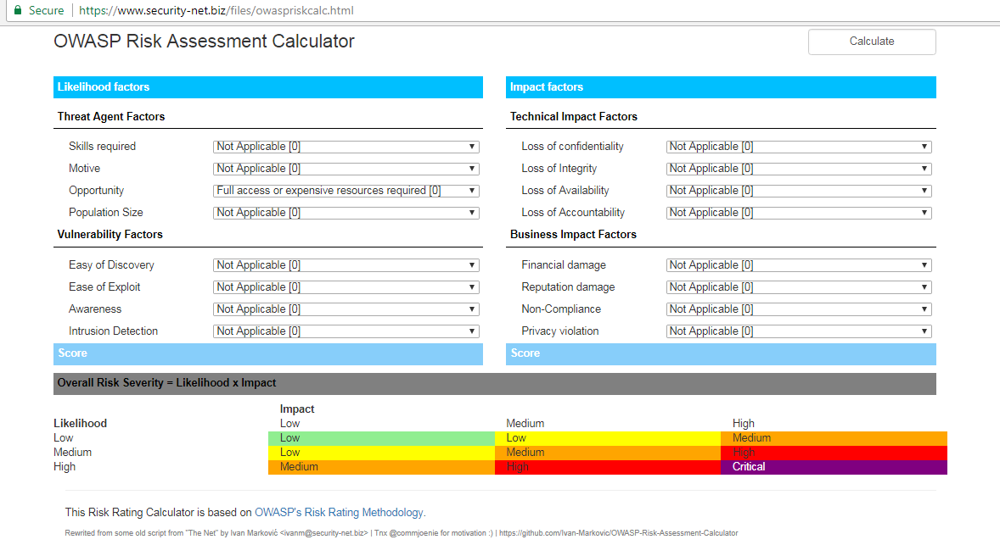 Secure | https://www.security-net.biz/files/owaspriskcalc.html
OWASP Risk Assessment Calculator
Calculate
Likelihood factors
Threat Agent Factors
Skills required Not Applicable [0]
Motive Not Applicable [0]
Opportunity Full access or expensive resources required [0]
Population Size Not Applicable [0]
Vulnerability Factors
Easy of Discovery Not Applicable [0]
Ease of Exploit Not Applicable [0]
Awareness Not Applicable [0]
Intrusion Detection Not Applicable [0]
Score
Impact factors
Technical Impact Factors
Loss of confidentiality Not Applicable [0]
Loss of Integrity Not Applicable [0]
Loss of Availability Not Applicable [0]
Loss of Accountability Not Applicable [0]
Business Impact Factors
Financial damage Not Applicable [0]
Reputation damage Not Applicable [0]
Non-Compliance Not Applicable [0]
Privacy violation Not Applicable [0]
Score
Overall Risk Severity = Likelihood x Impact
Impact
Likelihood Low Medium High
Low Low Low Medium
Medium Low Medium High
High Medium High Critical
This Risk Rating Calculator is based on OWASP's Risk Rating Methodology.
Rewrited from some old script from "The Net" by Ivan Marković <ivanm@security-net.biz> | Tnx @commjoenie for motivation :) | https://github.com/Ivan-Markovic/OWASP-Risk-Assessment-Calculator